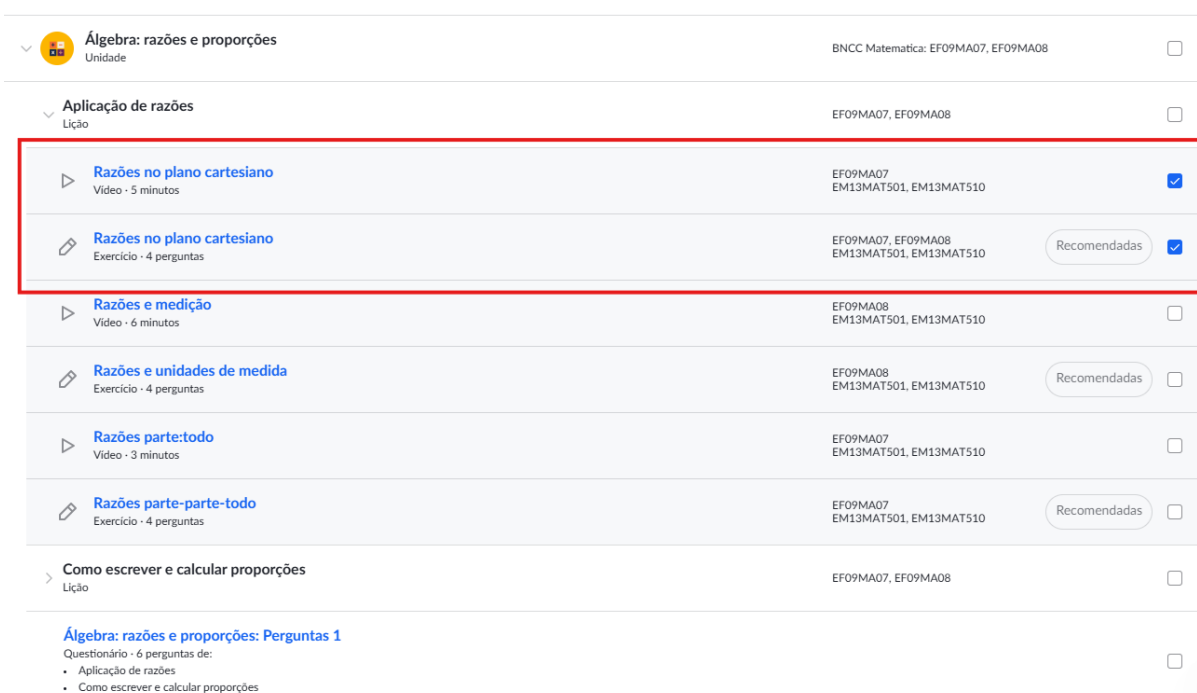 Álgebra: razões e proporções
Unidade
BNCC Matematica: EF09MA07, EF09MA08
Aplicação de razões
Lição
EF09MA07, EF09MA08
Razões no plano cartesiano
Vídeo · 5 minutos
EF09MA07
EM13MAT501, EM13MAT510
Razões no plano cartesiano
Exercício · 4 perguntas
EF09MA07, EF09MA08
EM13MAT501, EM13MAT510
Recomendadas
Razões e medição
Vídeo · 6 minutos
EF09MA08
EM13MAT501, EM13MAT510
Razões e unidades de medida
Exercício · 4 perguntas
EF09MA08
EM13MAT501, EM13MAT510
Recomendadas
Razões parte:todo
Vídeo · 3 minutos
EF09MA07
EM13MAT501, EM13MAT510
Razões parte-parte-todo
Exercício · 4 perguntas
EF09MA07
EM13MAT501, EM13MAT510
Recomendadas
Como escrever e calcular proporções
Lição
EF09MA07, EF09MA08
Álgebra: razões e proporções: Perguntas 1
Questionário · 6 perguntas de:
• Aplicação de razões
• Como escrever e calcular proporções